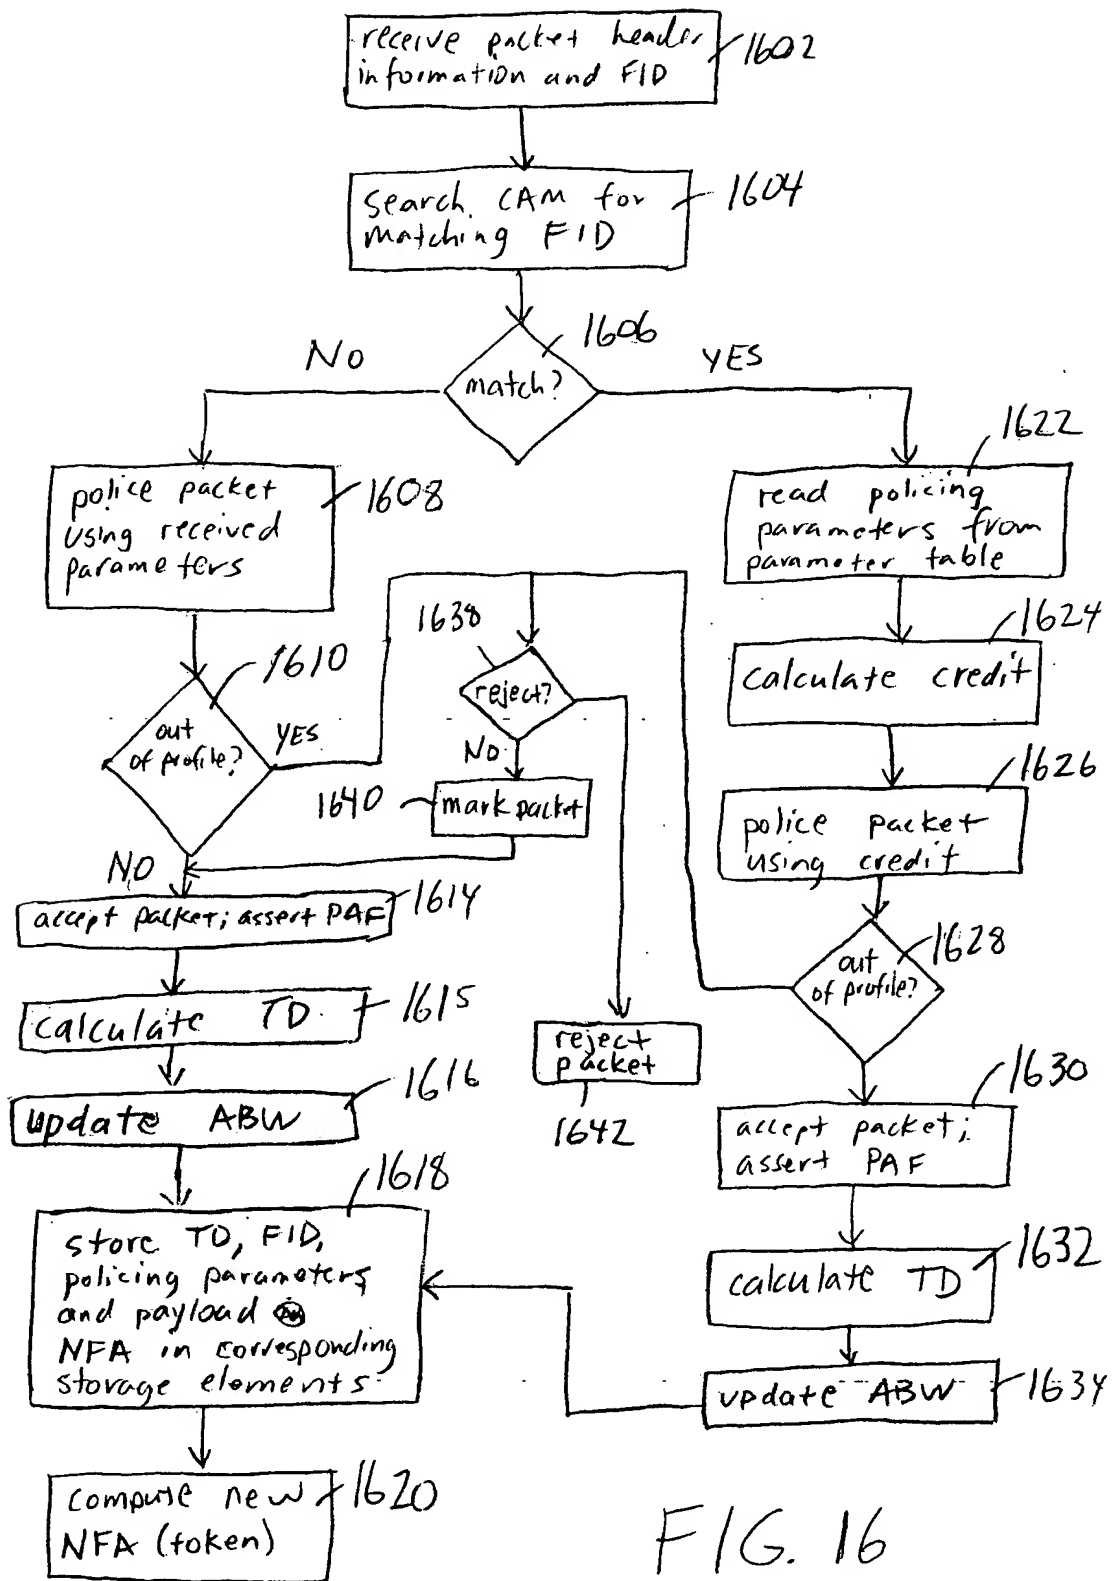 receive packet header
information and FID
1602
search CAM for
matching FID
1604
1606
NO
match?
YES
1622
police packet
using received
parameters
1608
read policing
parameters from
parameter table
1638
1624
1610
reject?
calculate credit
out
of profile?
YES
NO
1626
1640
mark packet
police packet
using credit
NO
accept packet; assert PAF
1614
out
of profile?
1628
calculate TD
1615
reject
packet
1642
1630
update ABW
1616
accept packet;
assert PAF
1618
store TD, FID,
policing parameters
and payload @
NFA in corresponding
storage elements
calculate TD
1632
update ABW
1634
compute new
NFA (token)
1620
FIG. 16